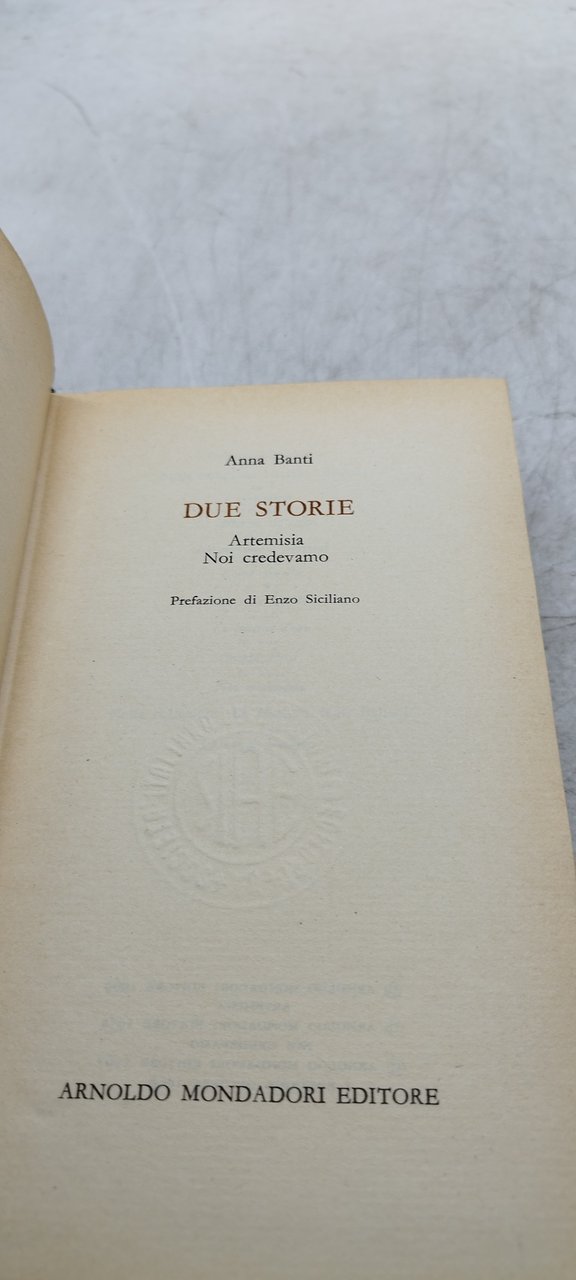 Anna Banti
DUE STORIE
Artemisia
Noi credevamo
Prefazione di Enzo Siciliano
ARNOLDO MONDADORI EDITORE